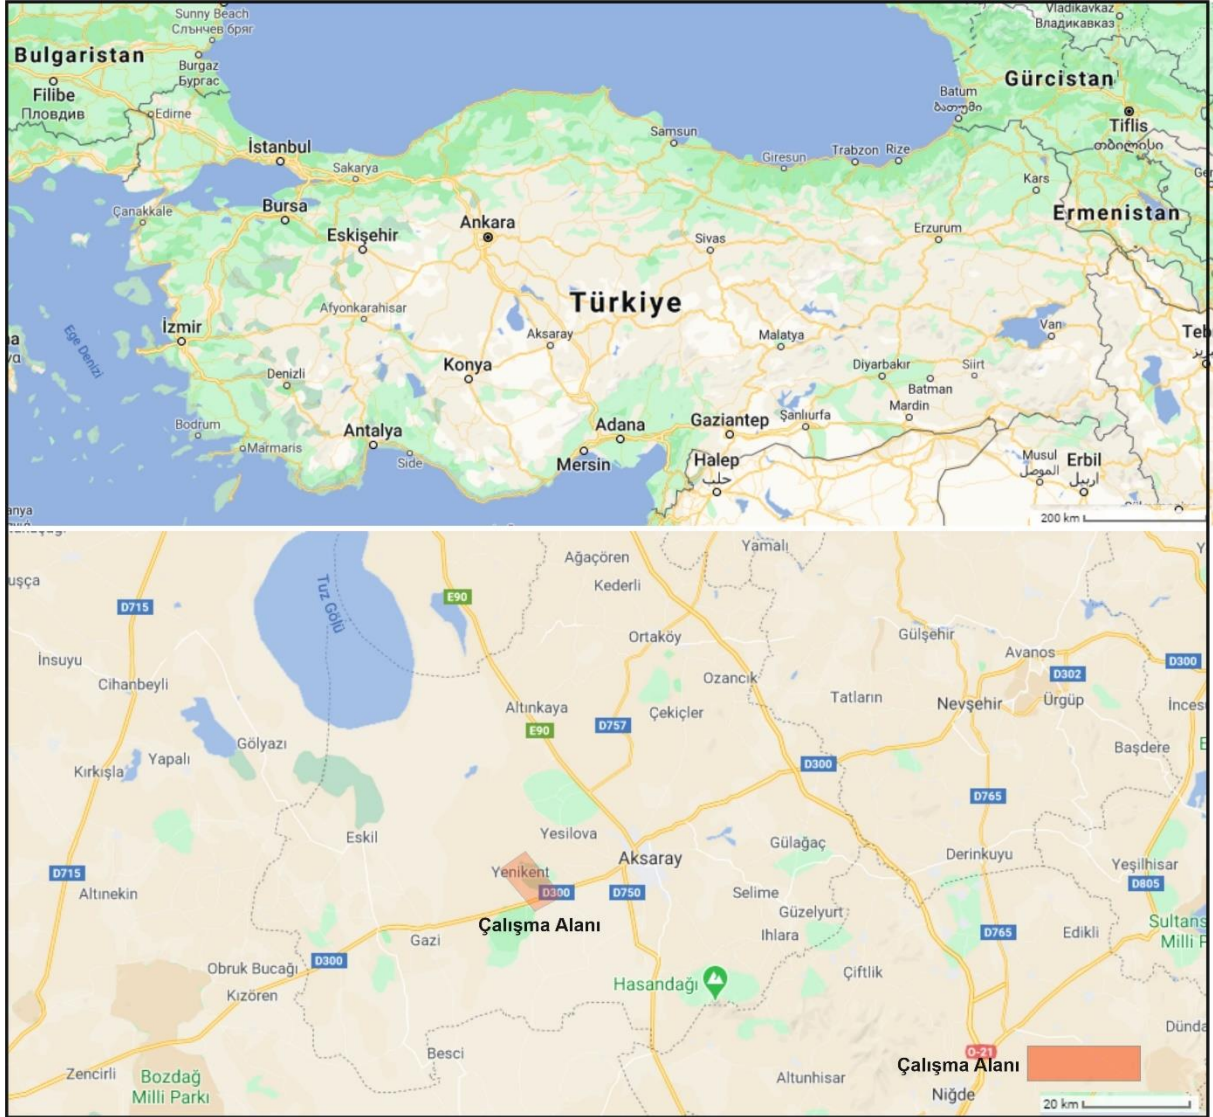 Sunny Beach
Слънчев бряг
Vladikavkaz
Владикавказ
Bulgaristan
Burgaz
Бургас
Gürcistan
Filibe
Пловдив
Edirne
Batum
ბათუმი
Tiflis
თბილისი
Samsun
İstanbul
Sakarya
Giresun
Trabzon
Rize
Kars
Çanakkale
Bursa
Ermenistan
Ankara
Eskişehir
Sivas
Erzurum
Türkiye
Afyonkarahisar
İzmir
Aksaray
Malatya
Van
Ege Denizi
Konya
Denizli
Diyarbakır
Siirt
Batman
Mardin
Bodrum
Antalya
Adana
Gaziantep
Şanlıurfa
Marmaris
Side
Mersin
Halep
حلب
Musul
الموصل
Erbil
اربيل
200 km
Ağaçören
Yamalı
Kederli
Tuz Gölü
E90
D715
Ortaköy
Gülşehir
Avanos
İnsuyu
Cihanbeyli
Ozancık
D302
D300
Tatların
Nevşehir
Ürgüp
Altınkaya
Çekiçler
E90
D757
Gölyazı
Yapalı
Kırkışla
Başdere
D300
D765
Eskil
Yesilova
Gülağaç
Aksaray
Derinkuyu
Yeşilhisar
D715
Altınekin
Yenikent
D300
D750
Selime
D805
Güzelyurt
Çalışma Alanı
Ihlara
D765
Edikli
Gazi
D300
Obruk Bucağı
Kızören
Hasandağı
Çiftlik
Besci
O-21
Çalışma Alanı
Zencirli
Bozdağ
Milli Parkı
Altunhisar
Niğde
20 km